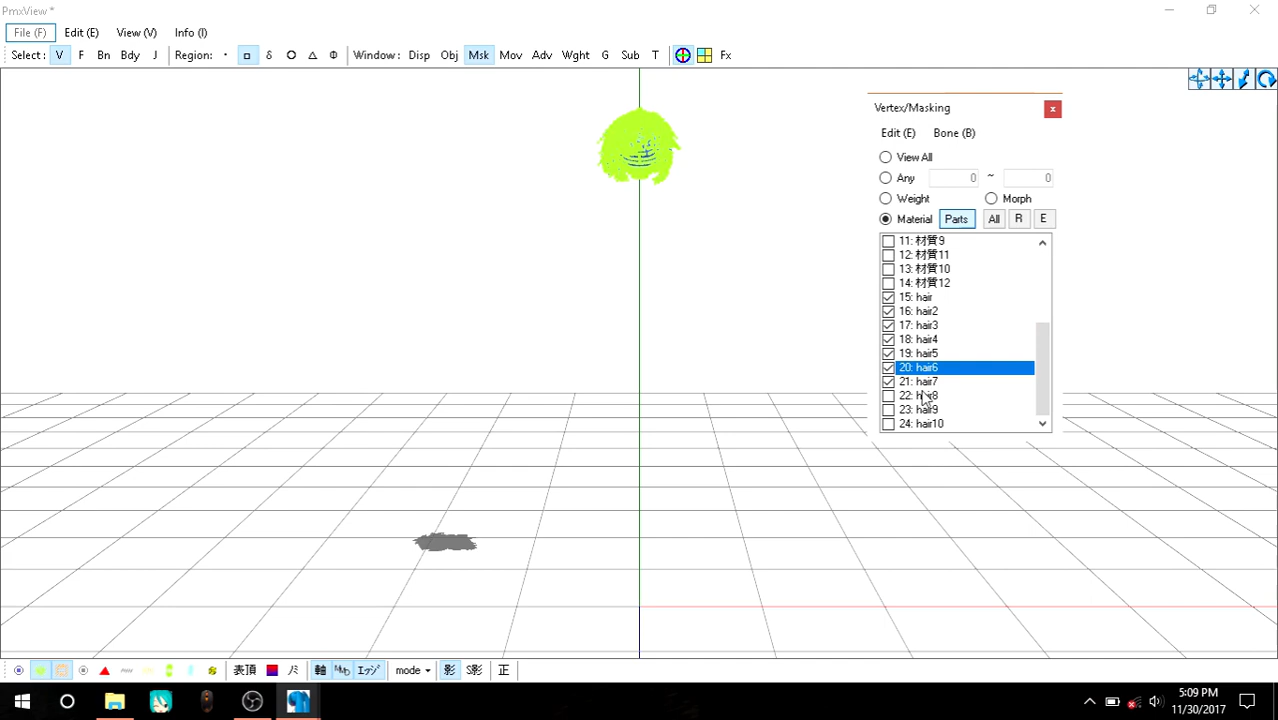 PmxView *
File (F) Edit (E) View (V) Info (I)
Select : V F Bn Bdy J Region: Window : Disp Obj Msk Mov Adv Wght G Sub T Fx
Vertex/Masking
Edit (E) Bone (B)
View All
Any 0 ~ 0
Weight Morph
Material Parts All R E
11: 材質9
12: 材質11
13: 材質10
14: 材質12
15: hair
16: hair2
17: hair3
18: hair4
19: hair5
20: hair6
21: hair7
22: hair8
23: hair9
24: hair10
表頂 軸 エッジ mode 影 S影 正
5:09 PM
11/30/2017